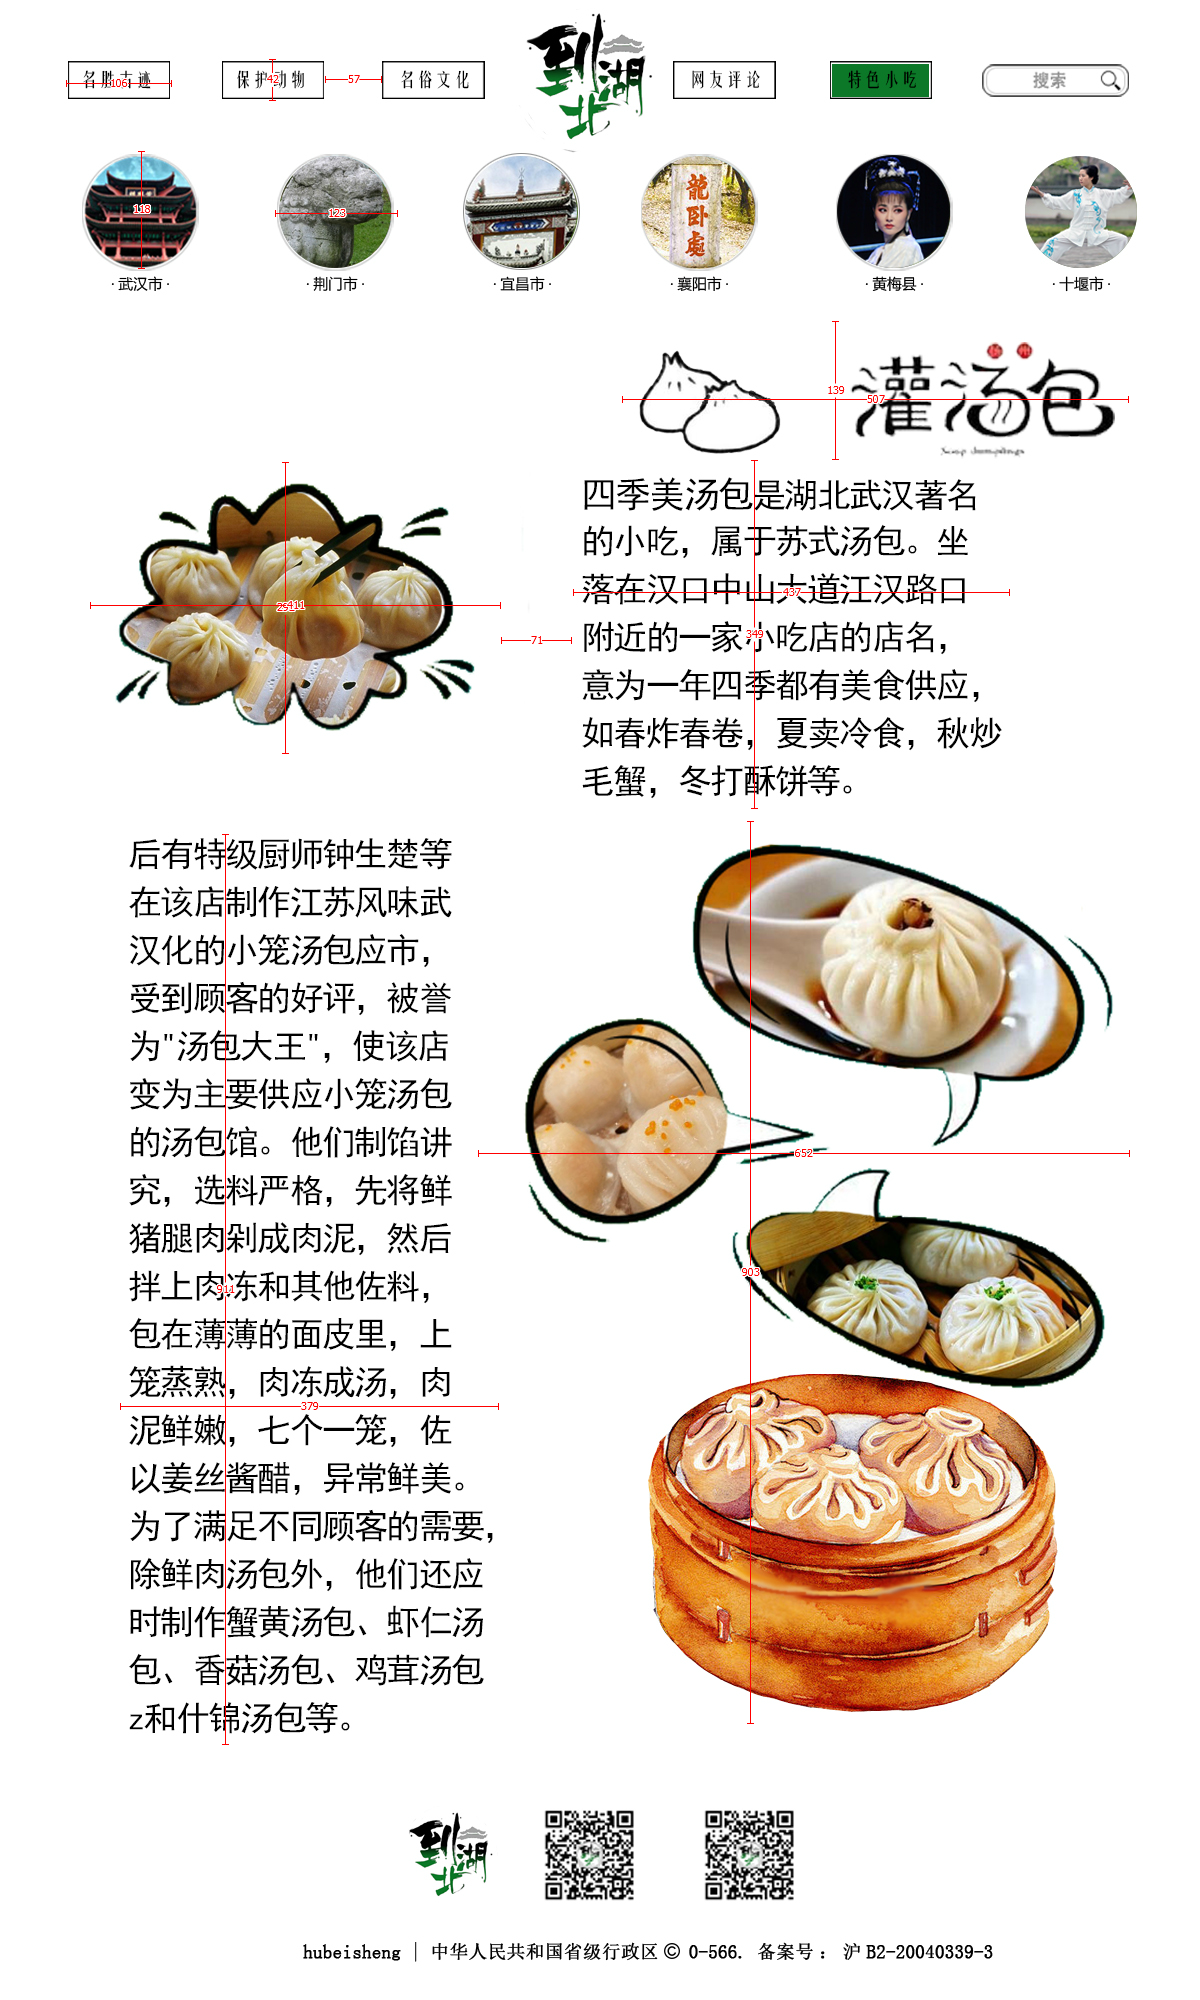 名胜古迹
保护动物
名俗文化
到湖北
网友评论
特色小吃
搜索
106
42
57
118
123
龍卧處
·武汉市·
·荆门市·
·宜昌市·
·襄阳市·
·黄梅县·
·十堰市·
扬州
灌汤包
Soup dumplings
139
507
四季美汤包是湖北武汉著名
的小吃，属于苏式汤包。坐
落在汉口中山大道江汉路口
附近的一家小吃店的店名，
意为一年四季都有美食供应，
如春炸春卷，夏卖冷食，秋炒
毛蟹，冬打酥饼等。
411
71
437
349
后有特级厨师钟生楚等
在该店制作江苏风味武
汉化的小笼汤包应市，
受到顾客的好评，被誉
为"汤包大王"，使该店
变为主要供应小笼汤包
的汤包馆。他们制馅讲
究，选料严格，先将鲜
猪腿肉剁成肉泥，然后
拌上肉冻和其他佐料，
包在薄薄的面皮里，上
笼蒸熟，肉冻成汤，肉
泥鲜嫩，七个一笼，佐
以姜丝酱醋，异常鲜美。
为了满足不同顾客的需要，
除鲜肉汤包外，他们还应
时制作蟹黄汤包、虾仁汤
包、香菇汤包、鸡茸汤包
z和什锦汤包等。
911
379
652
903
到湖北
hubeisheng | 中华人民共和国省级行政区© 0-566. 备案号： 沪B2-20040339-3